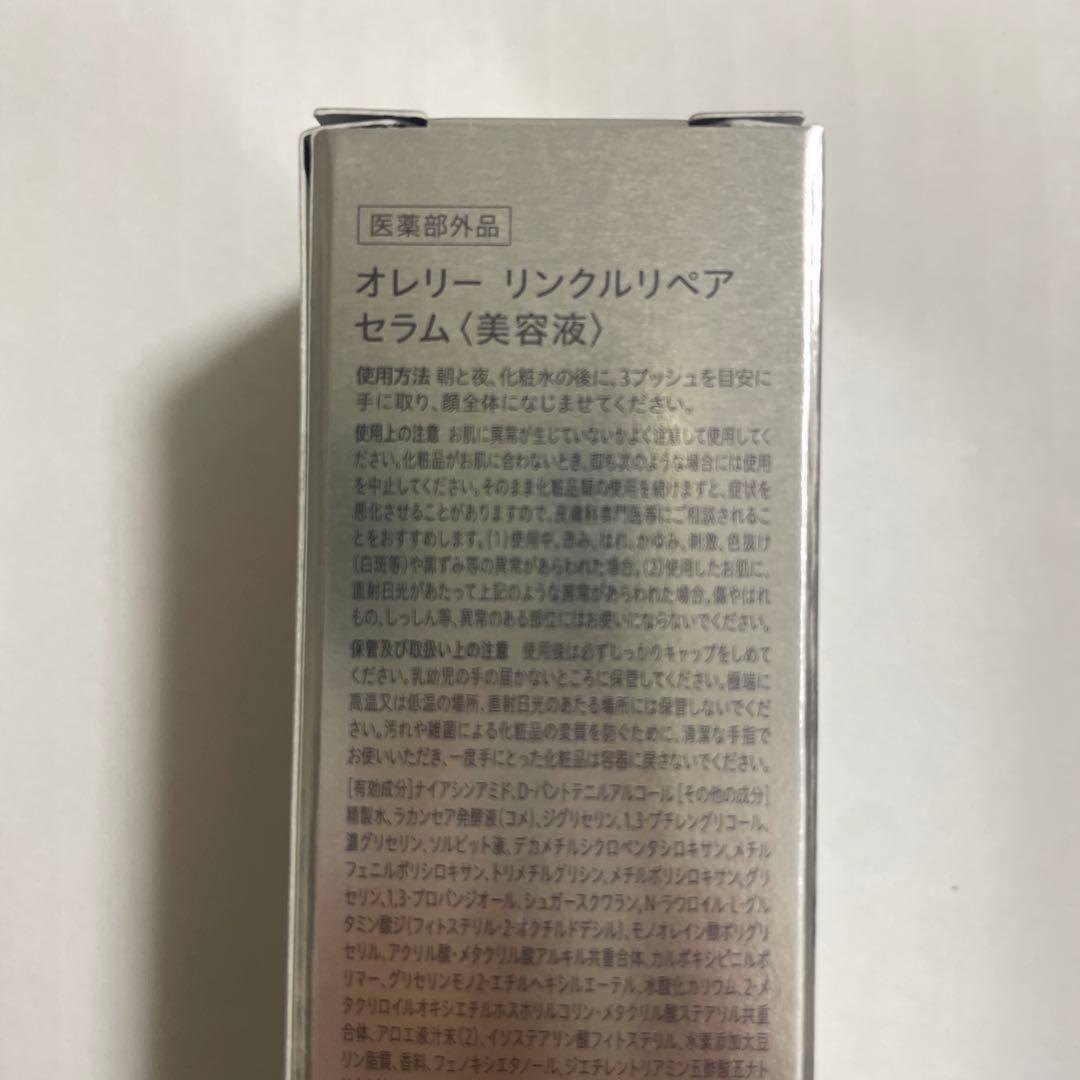 医薬部外品
オレリー リンクルリペア
セラム〈美容液〉
使用方法 朝と夜、化粧水の後に、3プッシュを目安に
手に取り、顔全体になじませてください。
使用上の注意 お肌に異常が生じていないかよく注意して使用してく
ださい。化粧品がお肌に合わないとき、即ち次のような場合には使用
を中止してください。そのまま化粧品類の使用を続けますと、症状を
悪化させることがありますので、皮膚科専門医等にご相談されるこ
とをおすすめします。(1)使用中、赤み、はれ、かゆみ、刺激、色抜け
(白斑等)や黒ずみ等の異常があらわれた場合。(2)使用したお肌に、
直射日光があたって上記のような異常があらわれた場合。傷やはれ
もの、しっしん等、異常のある部位にはお使いにならないでください。
保管及び取扱い上の注意 使用後は必ずしっかりキャップをしめて
ください。乳幼児の手の届かないところに保管してください。極端に
高温又は低温の場所、直射日光のあたる場所には保管しないでくだ
さい。汚れや雑菌による化粧品の変質を防ぐために、清潔な手指で
お使いいただき、一度手にとった化粧品は容器に戻さないでください。
[有効成分]ナイアシンアミド、D-パントテニルアルコール [その他の成分]
精製水、ラカンセア発酵液(コメ)、ジグリセリン、1,3-ブチレングリコール、
濃グリセリン、ソルビット液、デカメチルシクロペンタシロキサン、メチル
フェニルポリシロキサン、トリメチルグリシン、メチルポリシロキサン、グリ
セリン、1,3-プロパンジオール、シュガースクワラン、N-ラウロイル-L-グル
タミン酸ジ(フィトステリル・2-オクチルドデシル)、モノオレイン酸ポリグリ
セリル、アクリル酸・メタクリル酸アルキル共重合体、カルボキシビニルポ
リマー、グリセリンモノ2-エチルヘキシルエーテル、水酸化カリウム、2-メ
タクリロイルオキシエチルホスホリルコリン・メタクリル酸ステアリル共重
合体、アロエ液汁末(2)、イソステアリン酸フィトステリル、水素添加大豆
リン脂質、香料、フェノキシエタノール、ジエチレントリアミン五酢酸五ナト